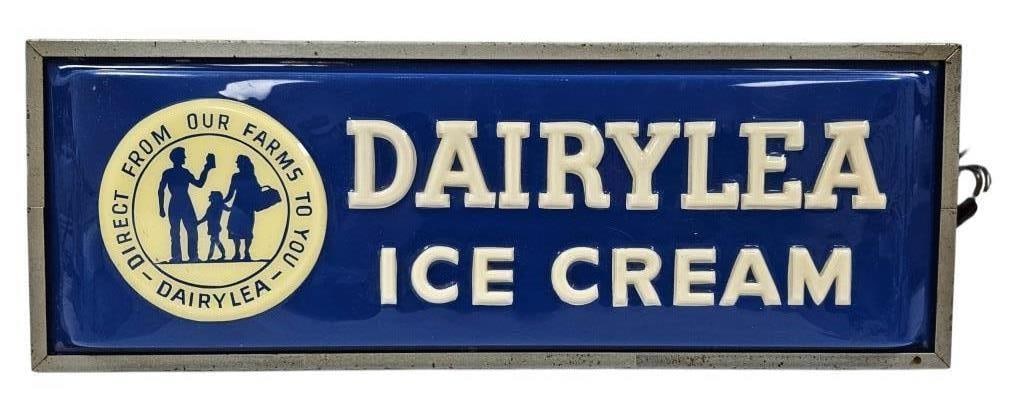 DIRECT FROM OUR FARMS TO YOU
- DAIRYLEA -
DAIRYLEA
ICE CREAM